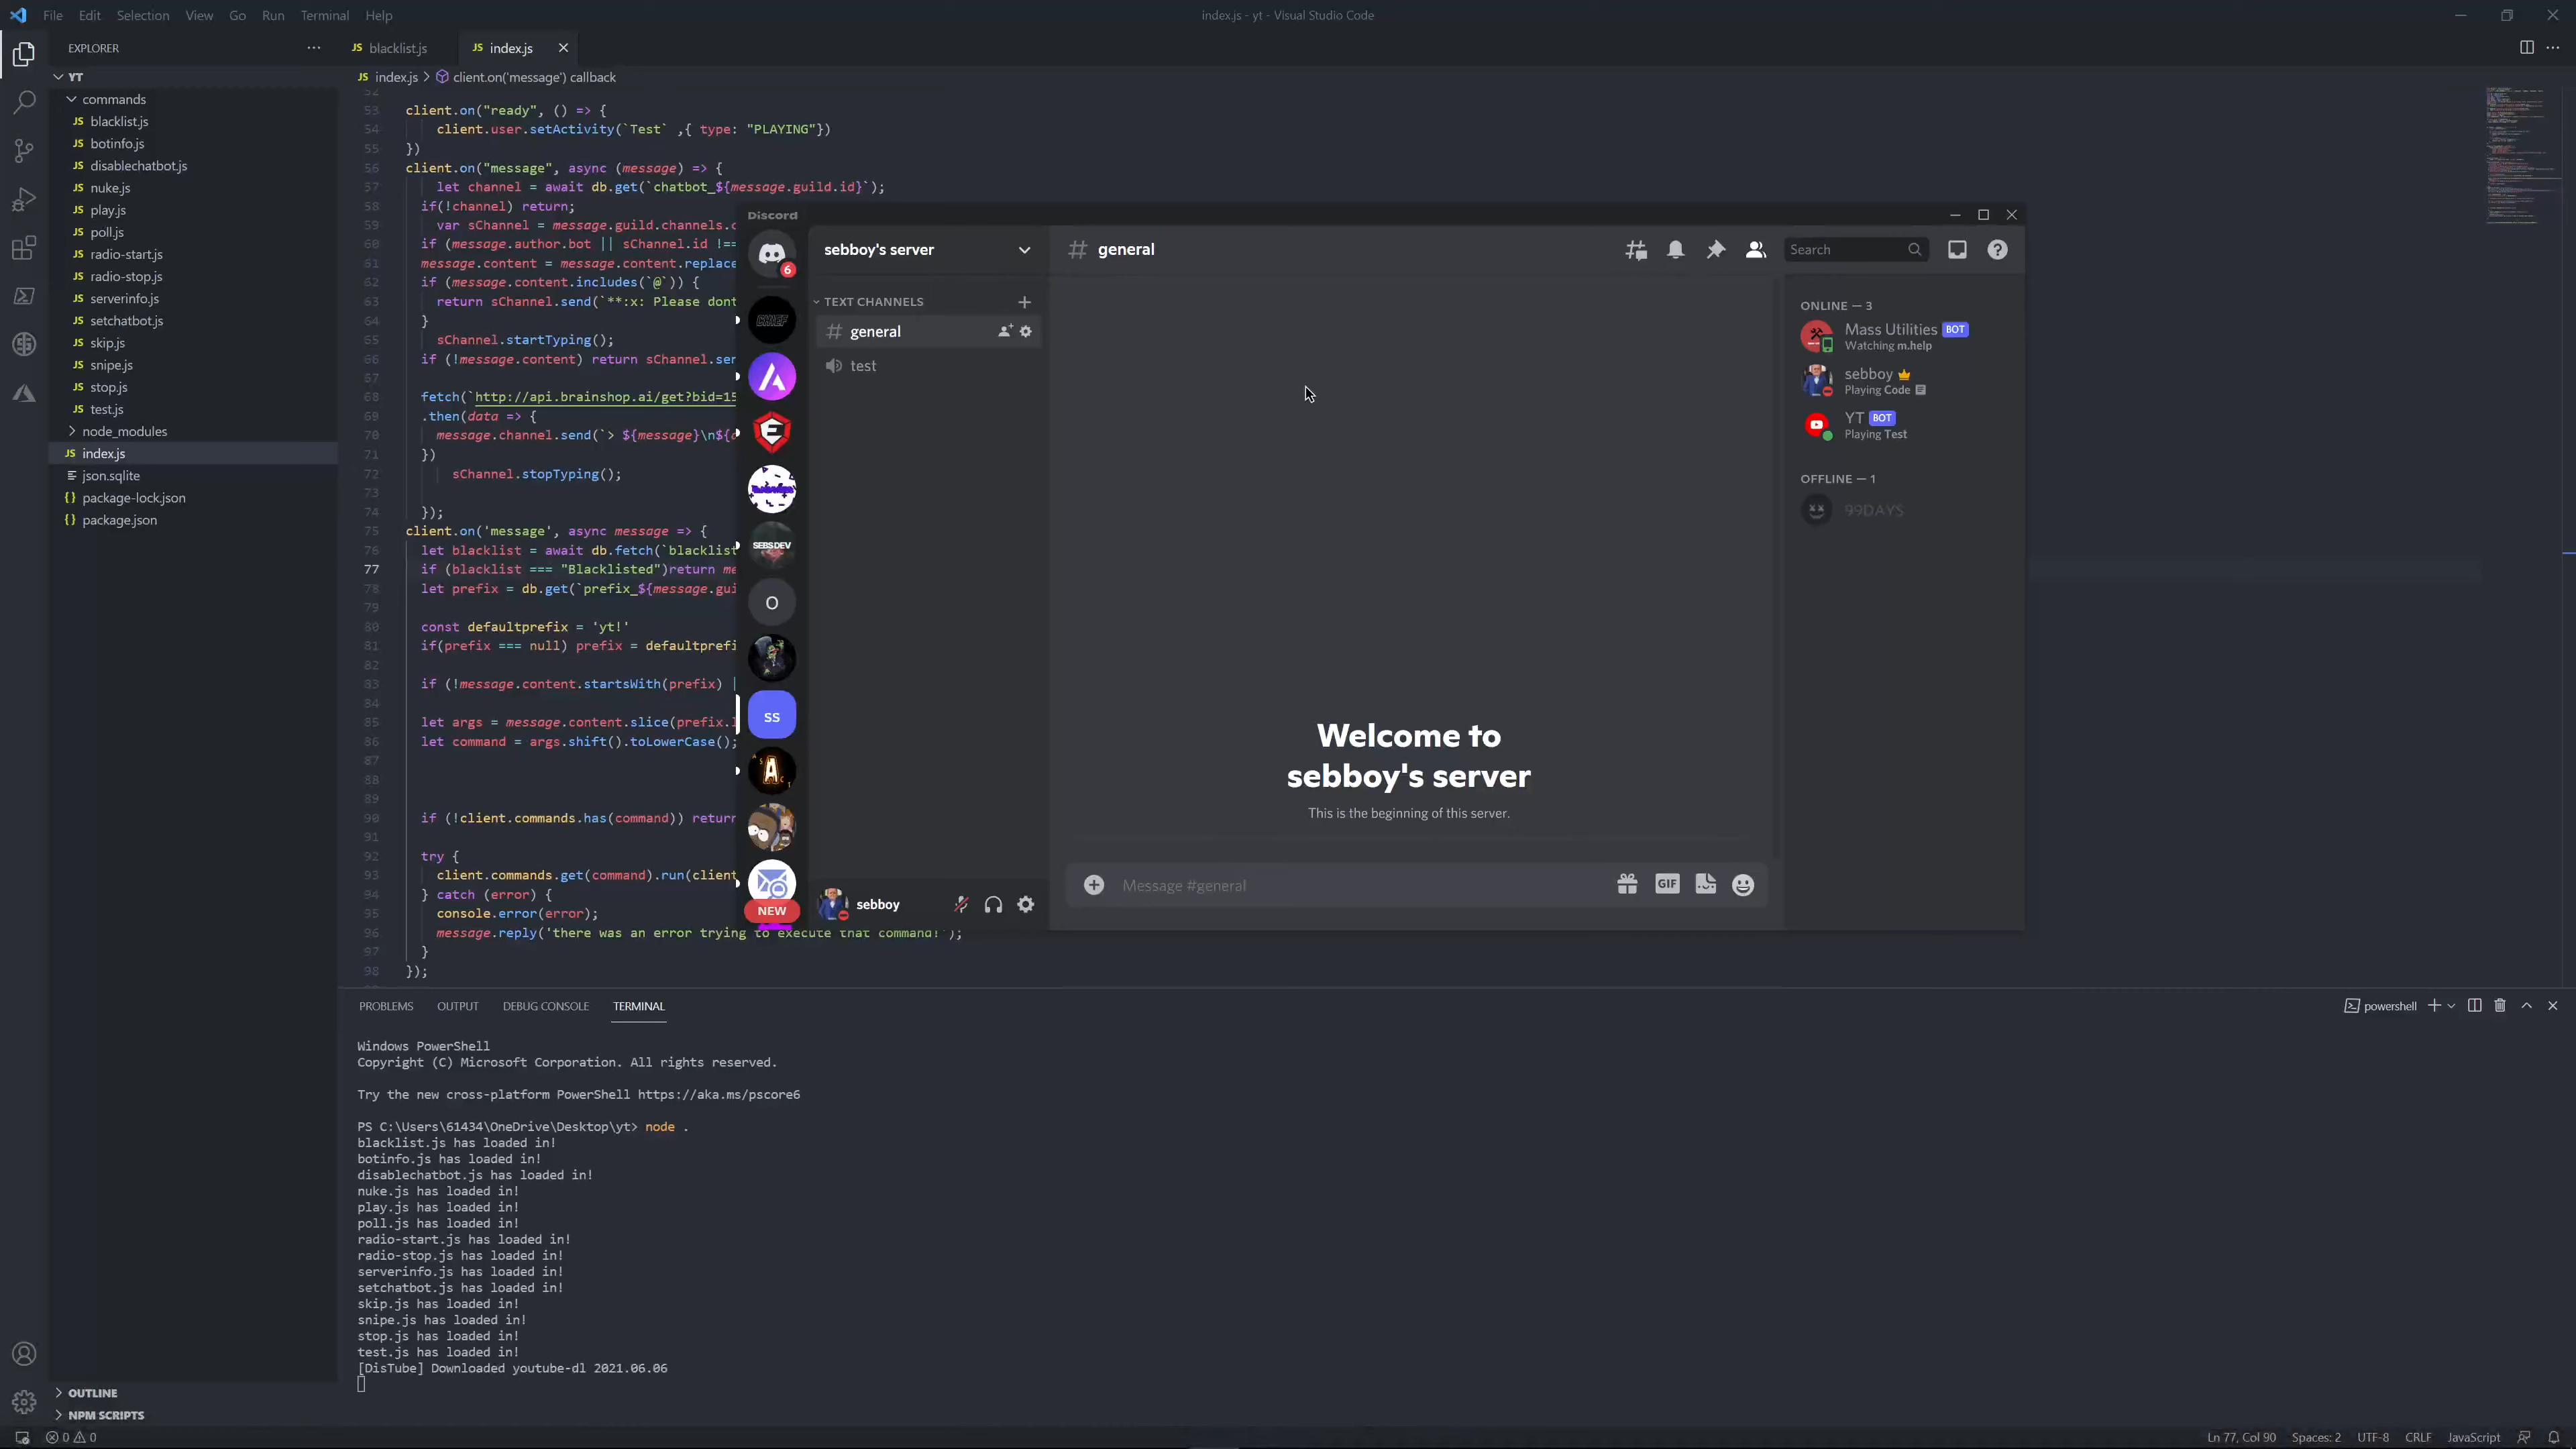 File Edit Selection View Go Run Terminal Help
index.js - yt - Visual Studio Code
EXPLORER
JS blacklist.js
JS index.js
YT
JS index.js > client.on('message') callback
commands
JS blacklist.js
JS botinfo.js
JS disablechatbot.js
JS nuke.js
JS play.js
JS poll.js
JS radio-start.js
JS radio-stop.js
JS serverinfo.js
JS setchatbot.js
JS skip.js
JS snipe.js
JS stop.js
JS test.js
node_modules
JS index.js
json.sqlite
{} package-lock.json
{} package.json
OUTLINE
NPM SCRIPTS
52
53 client.on("ready", () => {
54 client.user.setActivity(`Test` ,{ type: "PLAYING"})
55 })
56 client.on("message", async (message) => {
57 let channel = await db.get(`chatbot_${message.guild.id}`);
58 if(!channel) return;
59 var sChannel = message.guild.channels.c
60 if (message.author.bot || sChannel.id !==
61 message.content = message.content.replace
62 if (message.content.includes(`@`)) {
63 return sChannel.send(`**:x: Please dont
64 }
65 sChannel.startTyping();
66 if (!message.content) return sChannel.sen
67
68 fetch(`http://api.brainshop.ai/get?bid=15
69 .then(data => {
70 message.channel.send(`> ${message}\n${
71 })
72 sChannel.stopTyping();
73
74 });
75 client.on('message', async message => {
76 let blacklist = await db.fetch(`blacklist
77 if (blacklist === "Blacklisted")return me
78 let prefix = db.get(`prefix_${message.gui
79
80 const defaultprefix = 'yt!'
81 if(prefix === null) prefix = defaultprefi
82
83 if (!message.content.startsWith(prefix) |
84
85 let args = message.content.slice(prefix.l
86 let command = args.shift().toLowerCase();
87
88
89
90 if (!client.commands.has(command)) return
91
92 try {
93 client.commands.get(command).run(client
94 } catch (error) {
95 console.error(error);
96 message.reply('there was an error trying to execute that command!');
97 }
98 });
Discord
6
CHIEF
SEBS DEV
O
ss
A
NEW
sebboy's server
TEXT CHANNELS
general
test
sebboy
general
Search
Welcome to
sebboy's server
This is the beginning of this server.
Message #general
GIF
ONLINE — 3
Mass Utilities BOT
Watching m.help
sebboy
Playing Code
YT BOT
Playing Test
OFFLINE — 1
99DAYS
PROBLEMS OUTPUT DEBUG CONSOLE TERMINAL
powershell
Windows PowerShell
Copyright (C) Microsoft Corporation. All rights reserved.
Try the new cross-platform PowerShell https://aka.ms/pscore6
PS C:\Users\61434\OneDrive\Desktop\yt> node .
blacklist.js has loaded in!
botinfo.js has loaded in!
disablechatbot.js has loaded in!
nuke.js has loaded in!
play.js has loaded in!
poll.js has loaded in!
radio-start.js has loaded in!
radio-stop.js has loaded in!
serverinfo.js has loaded in!
setchatbot.js has loaded in!
skip.js has loaded in!
snipe.js has loaded in!
stop.js has loaded in!
test.js has loaded in!
[DisTube] Downloaded youtube-dl 2021.06.06
0 0
Ln 77, Col 90 Spaces: 2 UTF-8 CRLF JavaScript